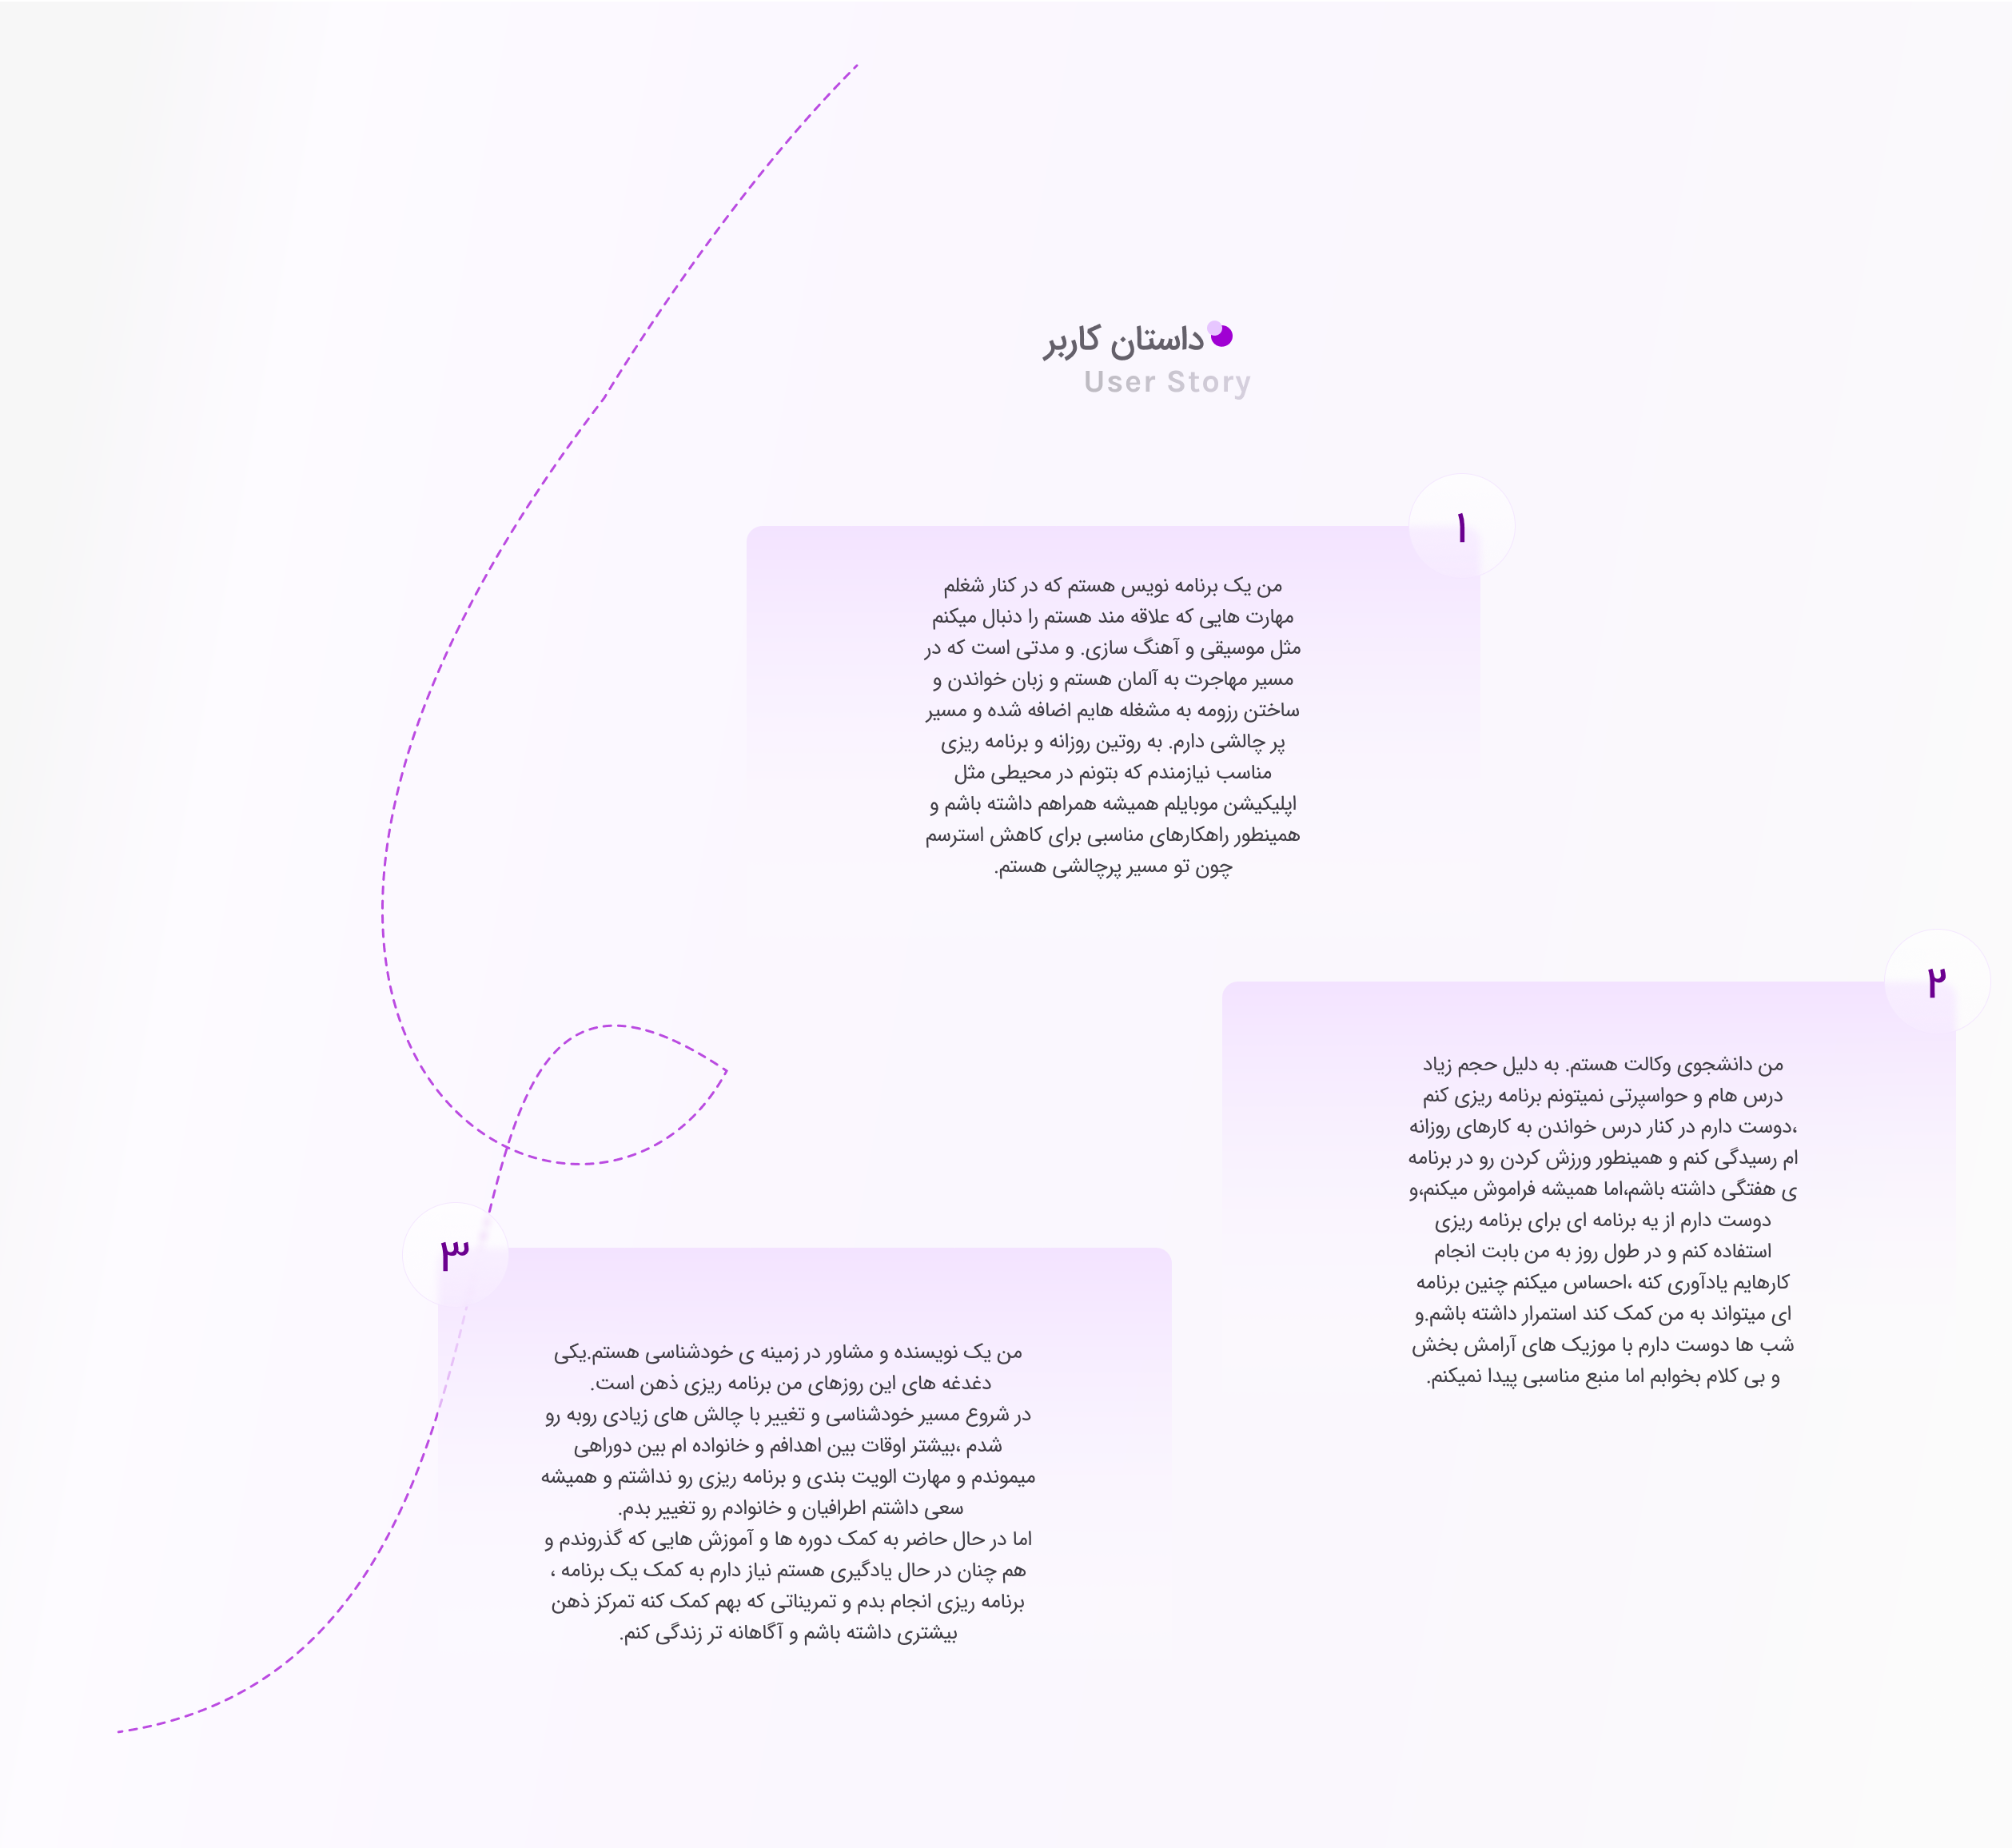 داستان کاربر
User Story
۱
من یک برنامه نویس هستم که در کنار شغلم
مهارت هایی که علاقه مند هستم را دنبال میکنم
مثل موسیقی و آهنگ سازی. و مدتی است که در
مسیر مهاجرت به آلمان هستم و زبان خواندن و
ساختن رزومه به مشغله هایم اضافه شده و مسیر
پر چالشی دارم. به روتین روزانه و برنامه ریزی
مناسب نیازمندم که بتونم در محیطی مثل
اپلیکیشن موبایلم همیشه همراهم داشته باشم و
همینطور راهکارهای مناسبی برای کاهش استرسم
چون تو مسیر پرچالشی هستم.
۲
من دانشجوی وکالت هستم. به دلیل حجم زیاد
درس هام و حواسپرتی نمیتونم برنامه ریزی کنم
،دوست دارم در کنار درس خواندن به کارهای روزانه
ام رسیدگی کنم و همینطور ورزش کردن رو در برنامه
ی هفتگی داشته باشم،اما همیشه فراموش میکنم،و
دوست دارم از یه برنامه ای برای برنامه ریزی
استفاده کنم و در طول روز به من بابت انجام
کارهایم یادآوری کنه ،احساس میکنم چنین برنامه
ای میتواند به من کمک کند استمرار داشته باشم.و
شب ها دوست دارم با موزیک های آرامش بخش
و بی کلام بخوابم اما منبع مناسبی پیدا نمیکنم.
۳
من یک نویسنده و مشاور در زمینه ی خودشناسی هستم.یکی
دغدغه های این روزهای من برنامه ریزی ذهن است.
در شروع مسیر خودشناسی و تغییر با چالش های زیادی روبه رو
شدم ،بیشتر اوقات بین اهدافم و خانواده ام بین دوراهی
میموندم و مهارت الویت بندی و برنامه ریزی رو نداشتم و همیشه
سعی داشتم اطرافیان و خانوادم رو تغییر بدم.
اما در حال حاضر به کمک دوره ها و آموزش هایی که گذروندم و
هم چنان در حال یادگیری هستم نیاز دارم به کمک یک برنامه ،
برنامه ریزی انجام بدم و تمریناتی که بهم کمک کنه تمرکز ذهن
بیشتری داشته باشم و آگاهانه تر زندگی کنم.